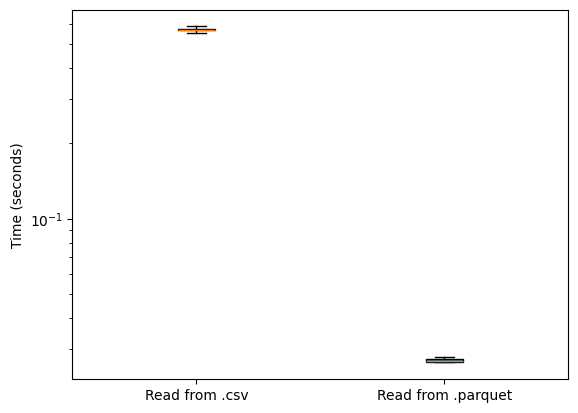 Time (seconds)
10⁻¹
Read from .csv
Read from .parquet